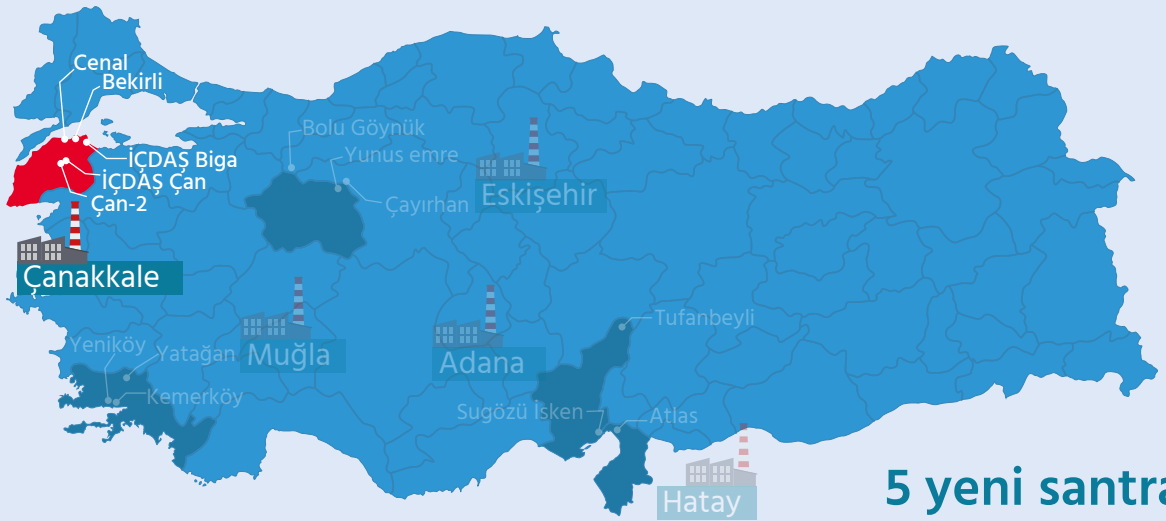 Cenal
Bekirli
İÇDAŞ Biga
İÇDAŞ Çan
Çan-2
Çanakkale
Bolu Göynük
Yunus emre
Çayırhan
Eskişehir
Yeniköy
Yatağan
Kemerköy
Muğla
Adana
Tufanbeyli
Sugözü İsken
Atlas
Hatay
5 yeni